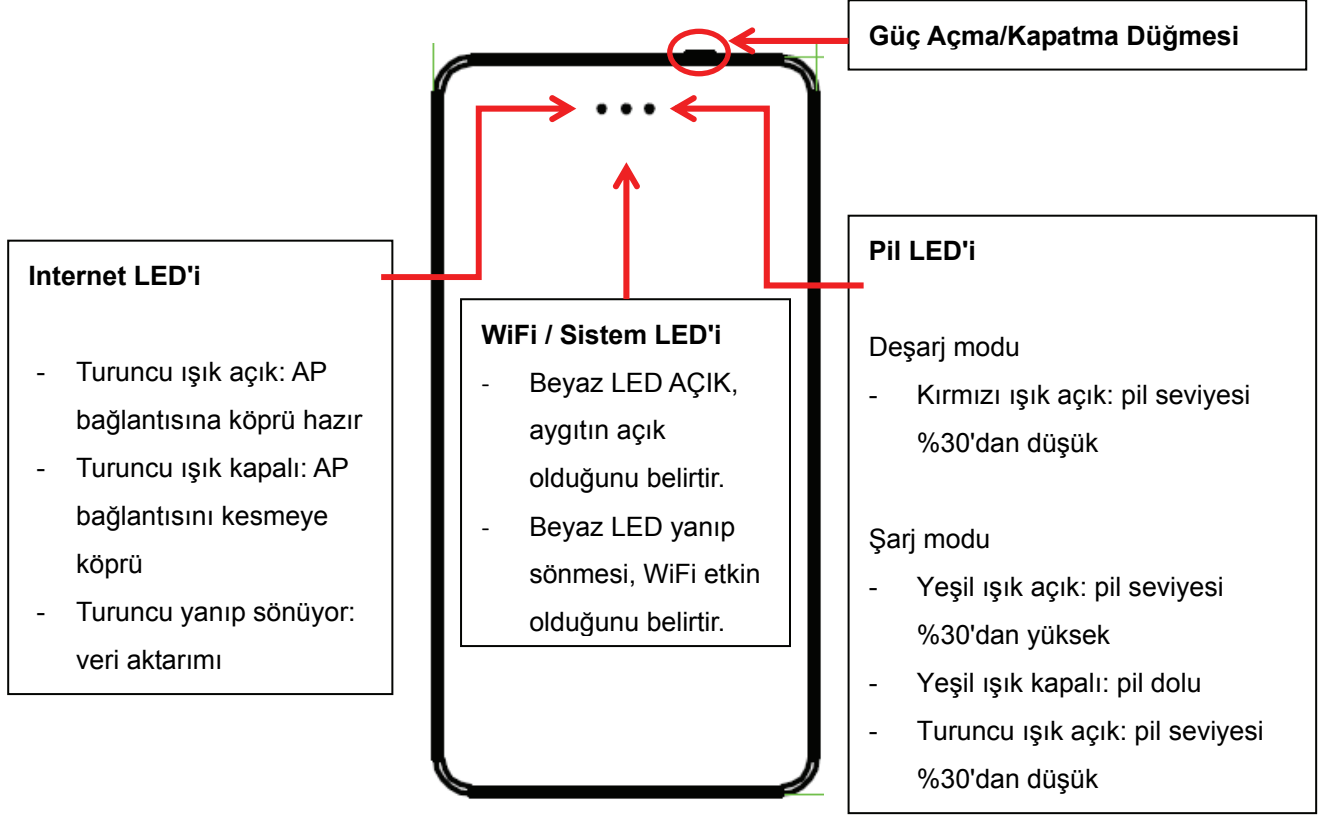 Güç Açma/Kapatma Düğmesi
Internet LED'i
- Turuncu ışık açık: AP
bağlantısına köprü hazır
- Turuncu ışık kapalı: AP
bağlantısını kesmeye
köprü
- Turuncu yanıp sönüyor:
veri aktarımı
WiFi / Sistem LED'i
- Beyaz LED AÇIK,
aygıtın açık
olduğunu belirtir.
- Beyaz LED yanıp
sönmesi, WiFi etkin
olduğunu belirtir.
Pil LED'i
Deşarj modu
- Kırmızı ışık açık: pil seviyesi
%30'dan düşük
Şarj modu
- Yeşil ışık açık: pil seviyesi
%30'dan yüksek
- Yeşil ışık kapalı: pil dolu
- Turuncu ışık açık: pil seviyesi
%30'dan düşük